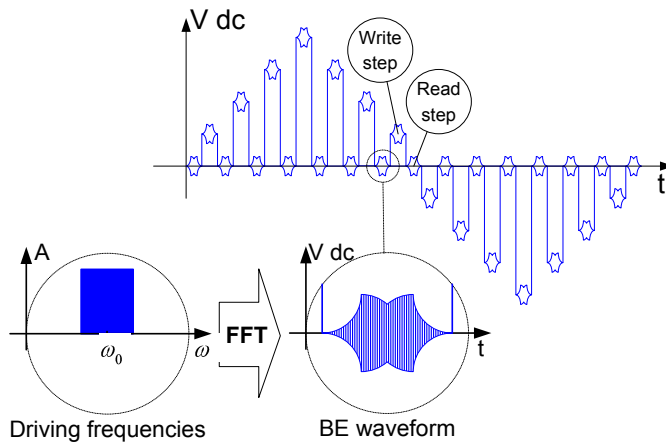 V dc
Write
step
Read
step
t
A
V dc
FFT
ω₀
ω
t
Driving frequencies
BE waveform